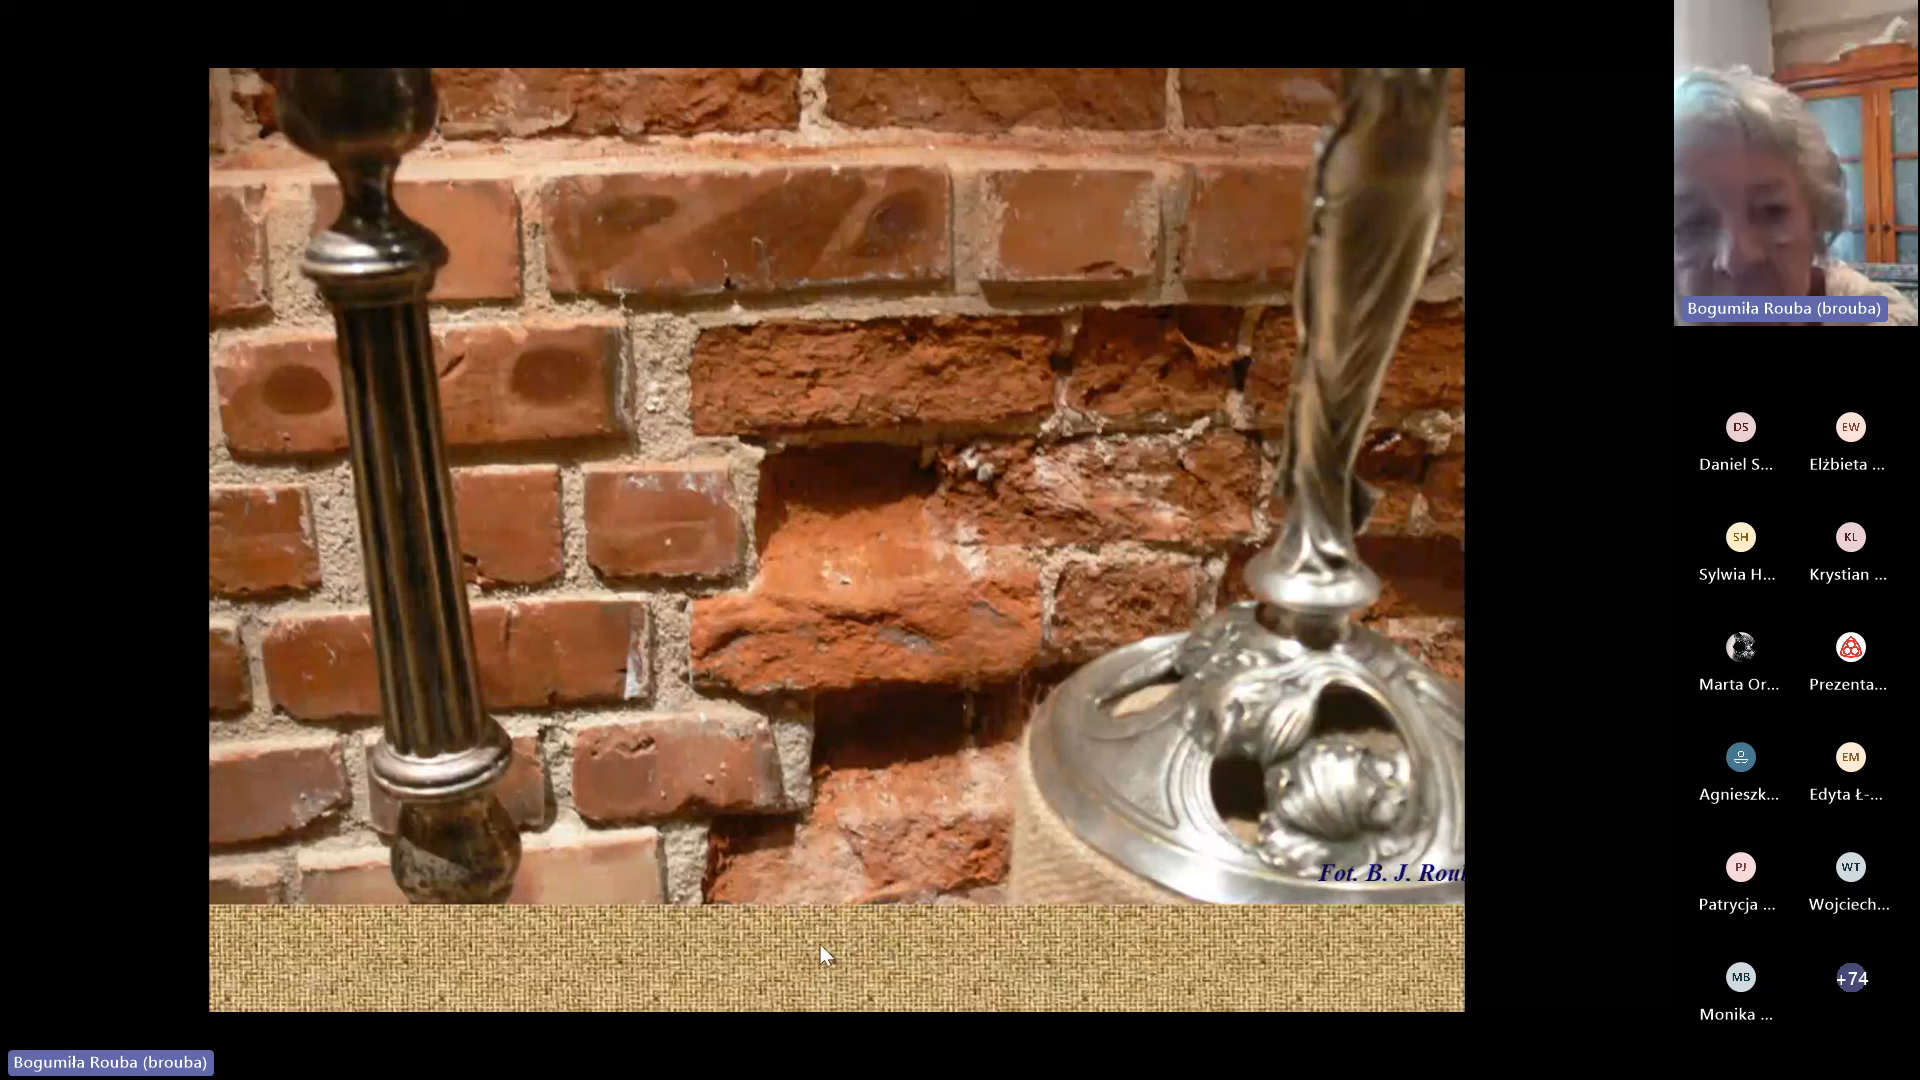 Bogumiła Rouba (brouba)
DS
EW
Daniel S...
Elżbieta ...
SH
KL
Sylwia H...
Krystian ...
Marta Or...
Prezenta...
Agnieszk...
EM
Edyta Ł-...
PJ
WT
Patrycja ...
Wojciech...
MB
+74
Monika ...
Fot. B. J. Rou
Bogumiła Rouba (brouba)